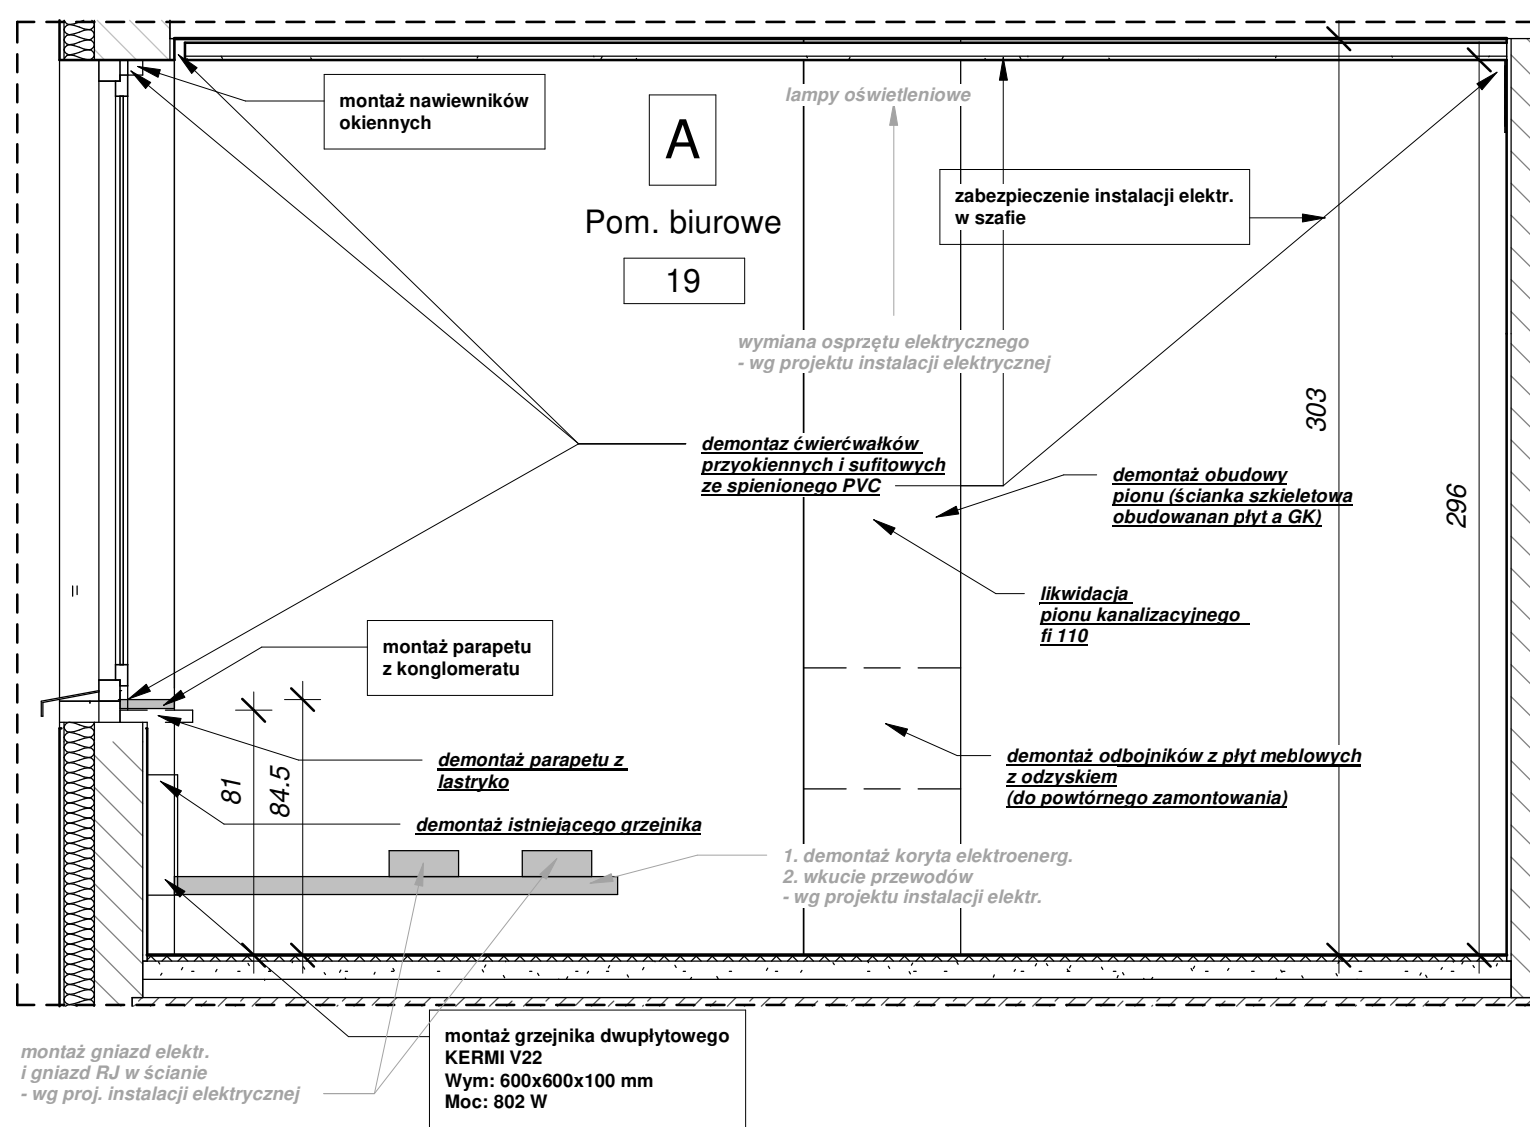 montaż nawiewników
okiennych
A
Pom. biurowe
19
lampy oświetleniowe
zabezpieczenie instalacji elektr.
w szafie
wymiana osprzętu elektrycznego
- wg projektu instalacji elektrycznej
303
296
demontaz ćwierćwałków
przyokiennych i sufitowych
ze spienionego PVC
demontaż obudowy
pionu (ścianka szkieletowa
obudowanan płyt a GK)
likwidacja
pionu kanalizacyjnego
fi 110
montaż parapetu
z konglomeratu
demontaż parapetu z
lastryko
81
84.5
demontaż odbojników z płyt meblowych
z odzyskiem
(do powtórnego zamontowania)
demontaż istniejącego grzejnika
1. demontaż koryta elektroenerg.
2. wkucie przewodów
- wg projektu instalacji elektr.
montaż gniazd elektr.
i gniazd RJ w ścianie
- wg proj. instalacji elektrycznej
montaż grzejnika dwupłytowego
KERMI V22
Wym: 600x600x100 mm
Moc: 802 W